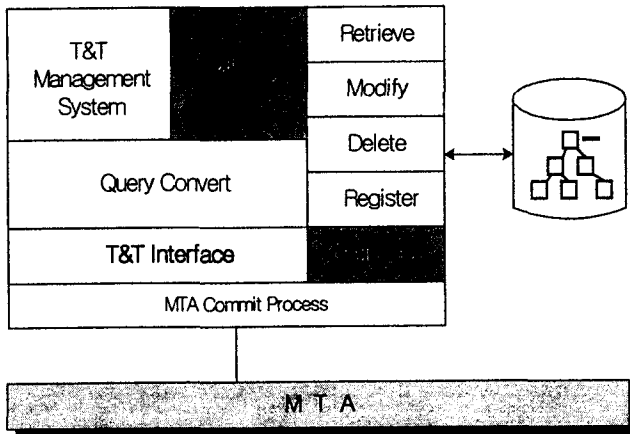 T&T
Management
System
Retrieve
Modify
Delete
Register
Query Convert
T&T Interface
MTA Commit Process
M T A